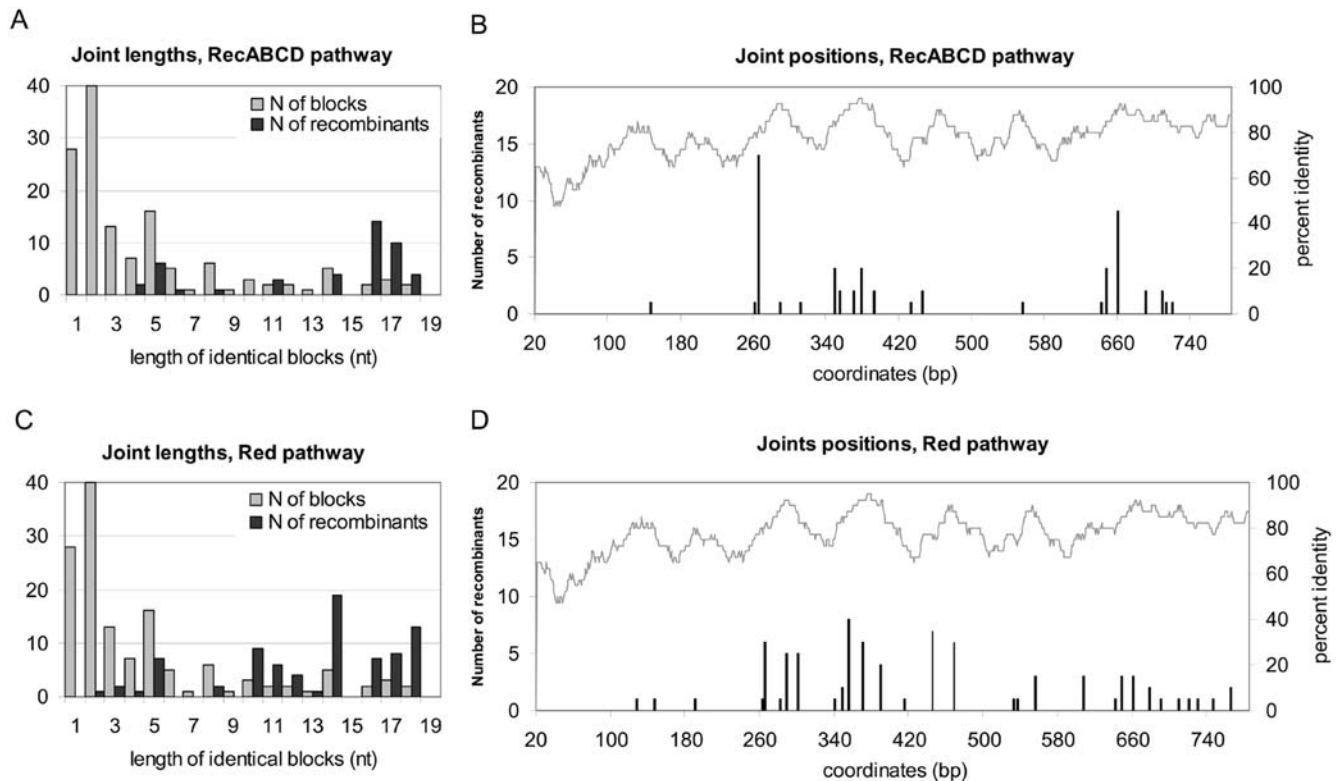 A
Joint lengths, RecABCD pathway
40
30
20
10
0
N of blocks
N of recombinants
1 3 5 7 9 11 13 15 17 19
length of identical blocks (nt)
B
Joint positions, RecABCD pathway
Number of recombinants
20
15
10
5
0
100
80
60
40
20
0
percent identity
20 100 180 260 340 420 500 580 660 740
coordinates (bp)
C
Joint lengths, Red pathway
40
30
20
10
0
N of blocks
N of recombinants
1 3 5 7 9 11 13 15 17 19
length of identical blocks (nt)
D
Joints positions, Red pathway
Number of recombinants
20
15
10
5
0
100
80
60
40
20
0
percent identity
20 100 180 260 340 420 500 580 660 740
coordinates (bp)